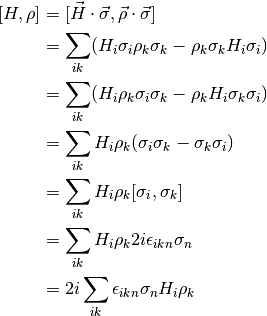 [H, ρ] = [H⃗ · σ⃗, ρ⃗ · σ⃗]
= ∑_{ik} (H_i σ_i ρ_k σ_k − ρ_k σ_k H_i σ_i)
= ∑_{ik} (H_i ρ_k σ_i σ_k − ρ_k H_i σ_k σ_i)
= ∑_{ik} H_i ρ_k (σ_i σ_k − σ_k σ_i)
= ∑_{ik} H_i ρ_k [σ_i, σ_k]
= ∑_{ik} H_i ρ_k 2i ϵ_{ikn} σ_n
= 2i ∑_{ik} ϵ_{ikn} σ_n H_i ρ_k